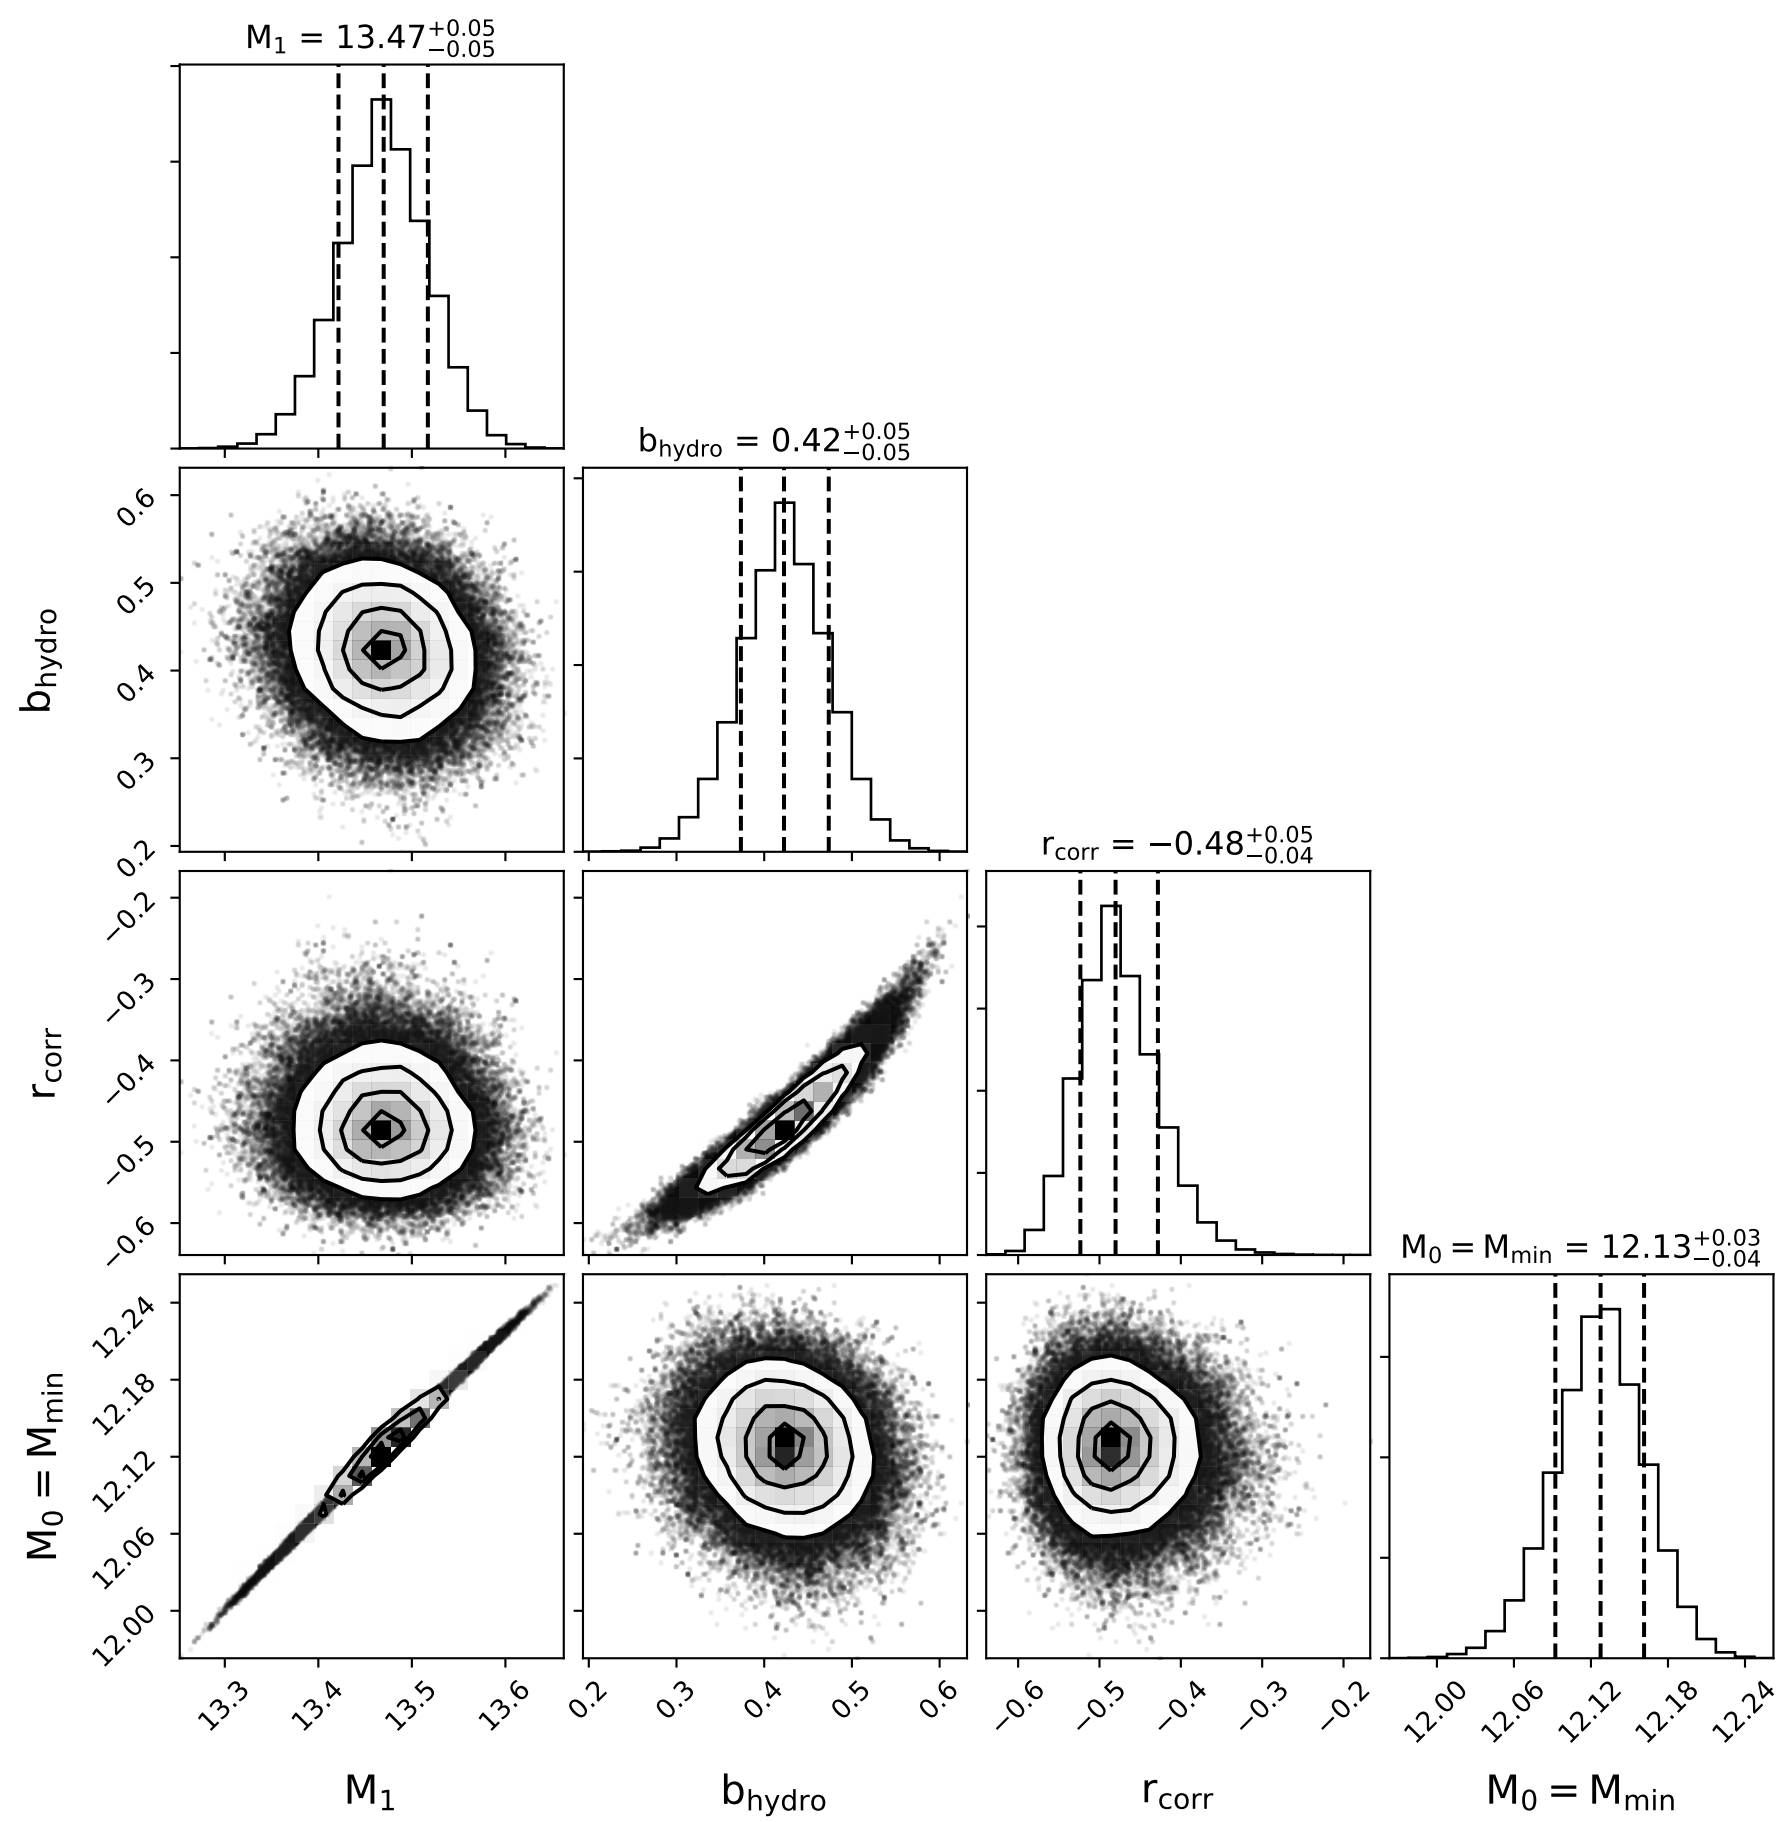 M₁ = 13.47⁺⁰·⁰⁵₋₀.₀₅
b_hydro = 0.42^{+0.05}_{−0.05}
0.6
0.5
0.4
0.3
0.2
b_hydro
r_corr = −0.48^{+0.05}_{−0.04}
−0.2
−0.3
−0.4
−0.5
−0.6
r_corr
M₀ = M_min = 12.13^{+0.03}_{−0.04}
12.24
12.18
12.12
12.06
12.00
M₀ = M_min
13.3 13.4 13.5 13.6 0.2 0.3 0.4 0.5 0.6 −0.6 −0.5 −0.4 −0.3 −0.2 12.00 12.06 12.12 12.18 12.24
M₁ b_hydro r_corr M₀ = M_min